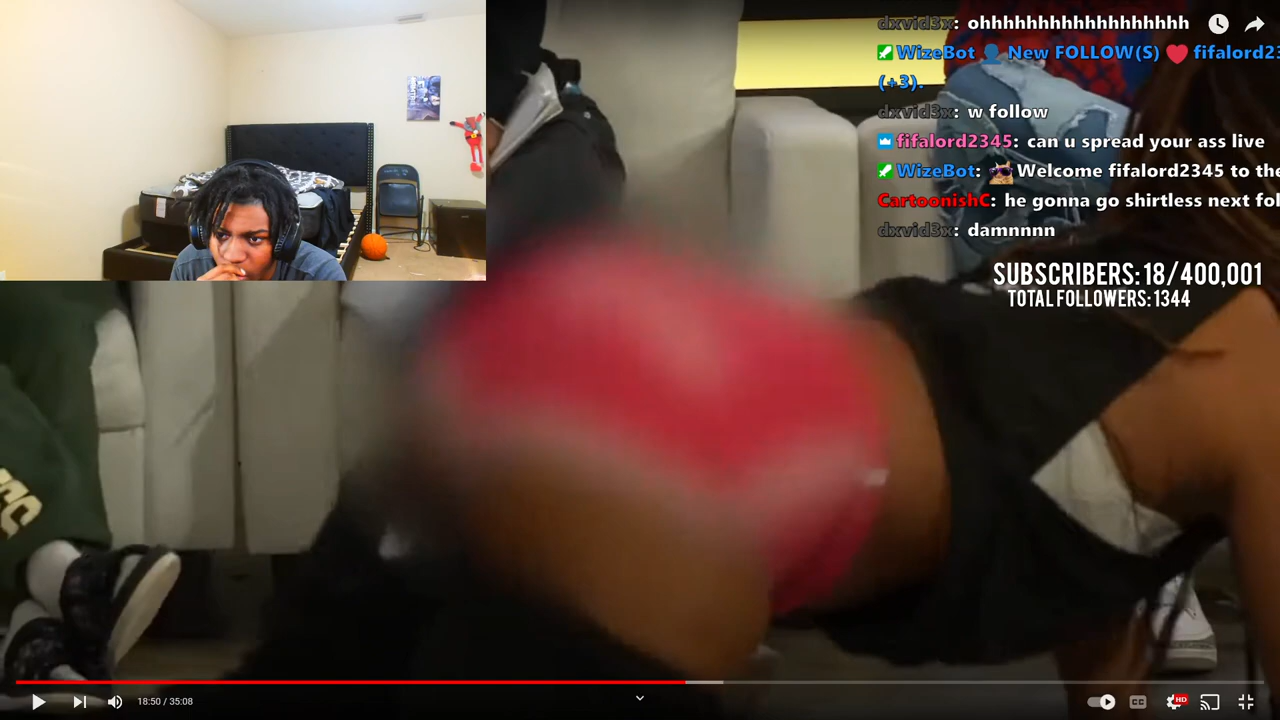 dxvid3x: ohhhhhhhhhhhhhhhhhh
WizeBot New FOLLOW(S) fifalord23
(+3).
dxvid3x: w follow
fifalord2345: can u spread your ass live
WizeBot: Welcome fifalord2345 to the
CartoonishC: he gonna go shirtless next fol
dxvid3x: damnnnn
SUBSCRIBERS: 18/400,001
TOTAL FOLLOWERS: 1344
18:50 / 35:08
CC
HD